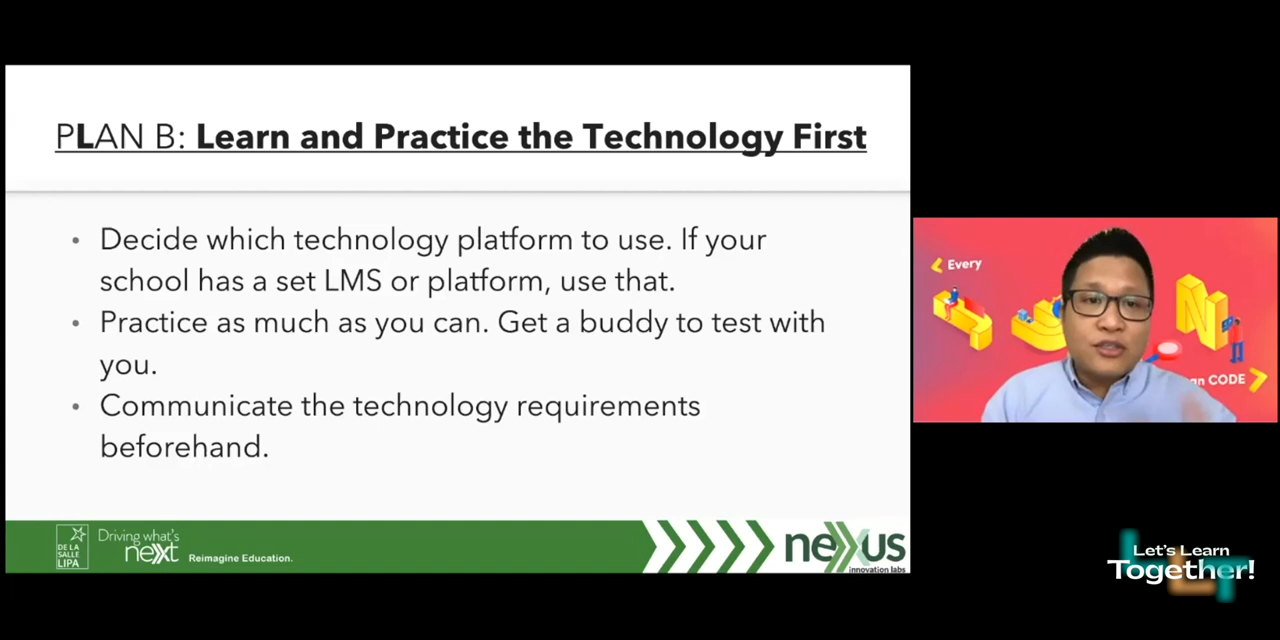 PLAN B: Learn and Practice the Technology First
• Decide which technology platform to use. If your
school has a set LMS or platform, use that.
• Practice as much as you can. Get a buddy to test with
you.
• Communicate the technology requirements
beforehand.
DE LA
SALLE
LIPA
Driving what's
next
Reimagine Education.
nexus
innovation labs
< Every
JUAN
an CODE >
Let's Learn
Together!